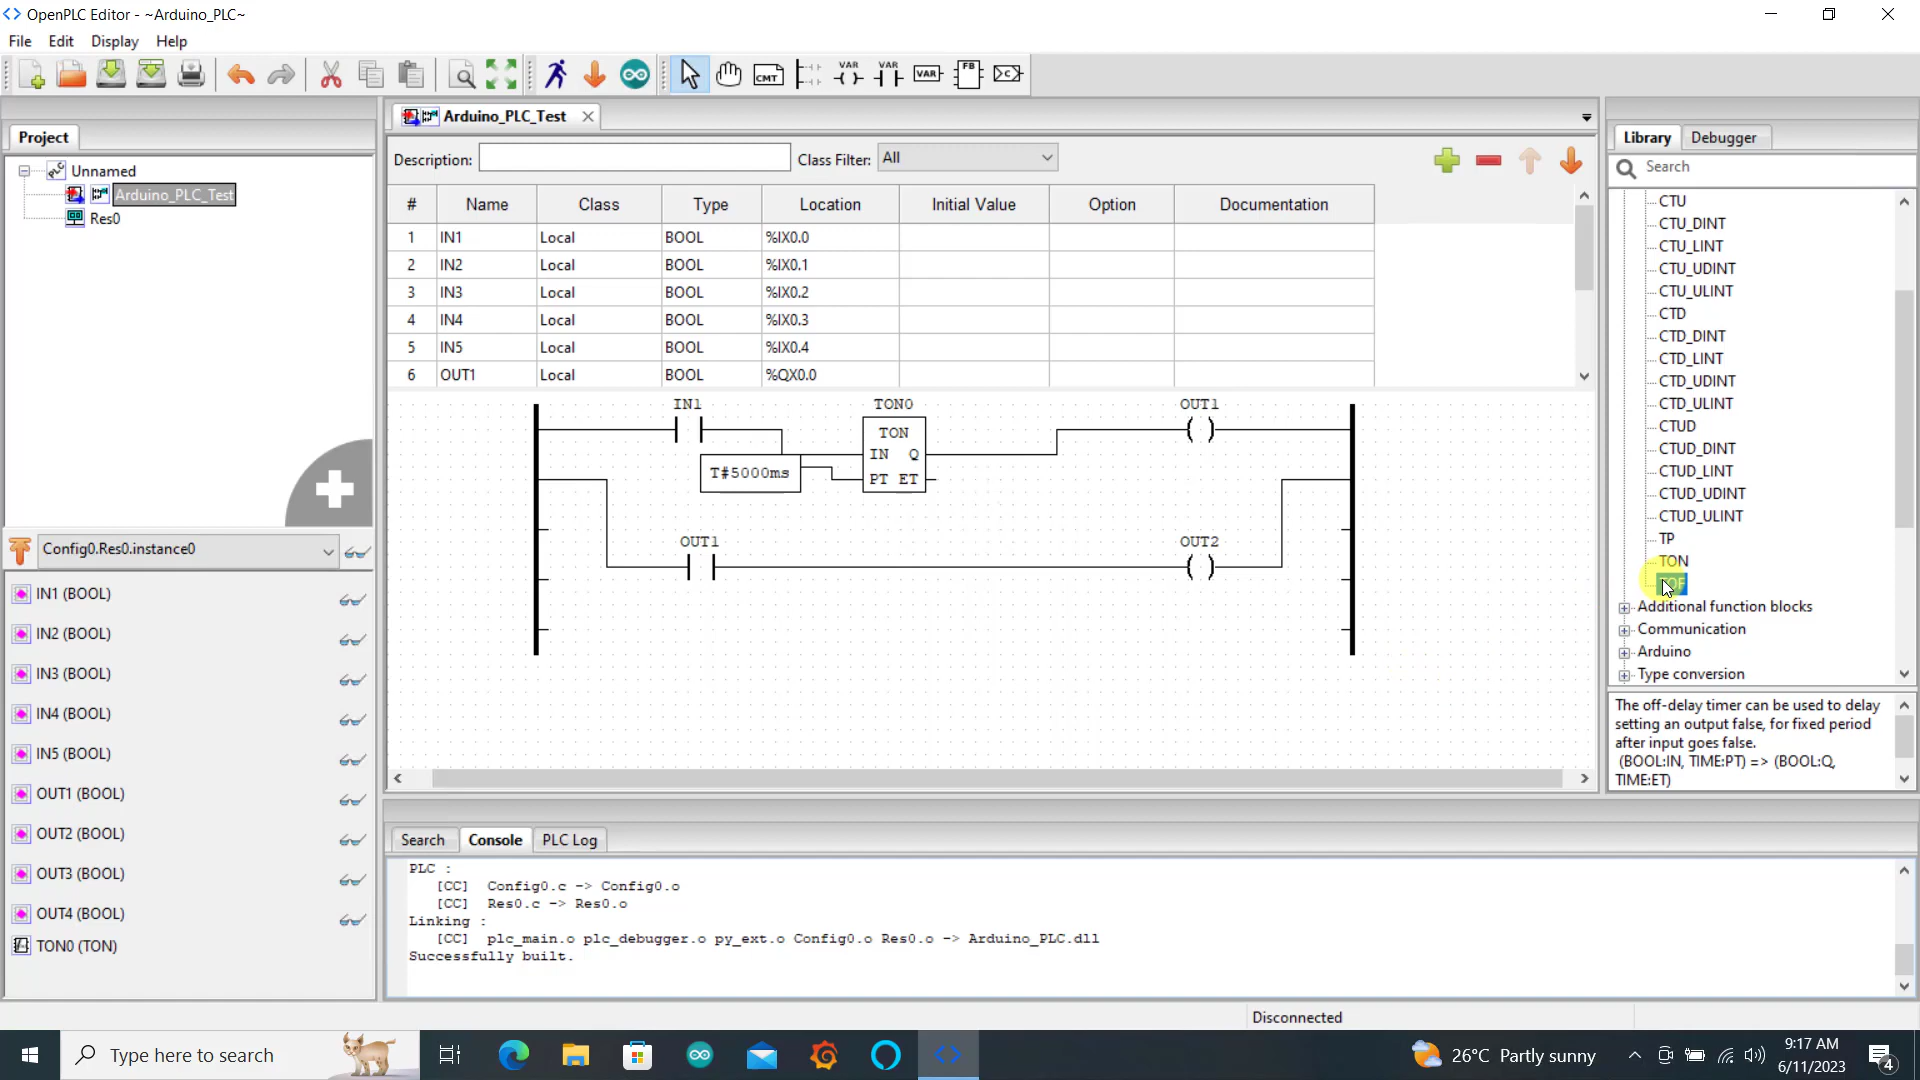 OpenPLC Editor - ~Arduino_PLC~
File Edit Display Help
CMT VAR VAR VAR FB C
Project
Unnamed
Arduino_PLC_Test
Res0
Config0.Res0.instance0
IN1 (BOOL)
IN2 (BOOL)
IN3 (BOOL)
IN4 (BOOL)
IN5 (BOOL)
OUT1 (BOOL)
OUT2 (BOOL)
OUT3 (BOOL)
OUT4 (BOOL)
TON0 (TON)
Arduino_PLC_Test
Description: Class Filter: All
# Name Class Type Location Initial Value Option Documentation
1 IN1 Local BOOL %IX0.0
2 IN2 Local BOOL %IX0.1
3 IN3 Local BOOL %IX0.2
4 IN4 Local BOOL %IX0.3
5 IN5 Local BOOL %IX0.4
6 OUT1 Local BOOL %QX0.0
IN1 TON0 OUT1
TON
IN Q
T#5000ms
PT ET
OUT1 OUT2
Search Console PLC Log
PLC :
[CC] Config0.c -> Config0.o
[CC] Res0.c -> Res0.o
Linking :
[CC] plc_main.o plc_debugger.o py_ext.o Config0.o Res0.o -> Arduino_PLC.dll
Successfully built.
Library Debugger
Search
CTU
CTU_DINT
CTU_LINT
CTU_UDINT
CTU_ULINT
CTD
CTD_DINT
CTD_LINT
CTD_UDINT
CTD_ULINT
CTUD
CTUD_DINT
CTUD_LINT
CTUD_UDINT
CTUD_ULINT
TP
TON
TOF
Additional function blocks
Communication
Arduino
Type conversion
The off-delay timer can be used to delay
setting an output false, for fixed period
after input goes false.
(BOOL:IN, TIME:PT) => (BOOL:Q,
TIME:ET)
Disconnected
Type here to search
26°C Partly sunny
9:17 AM
6/11/2023
4